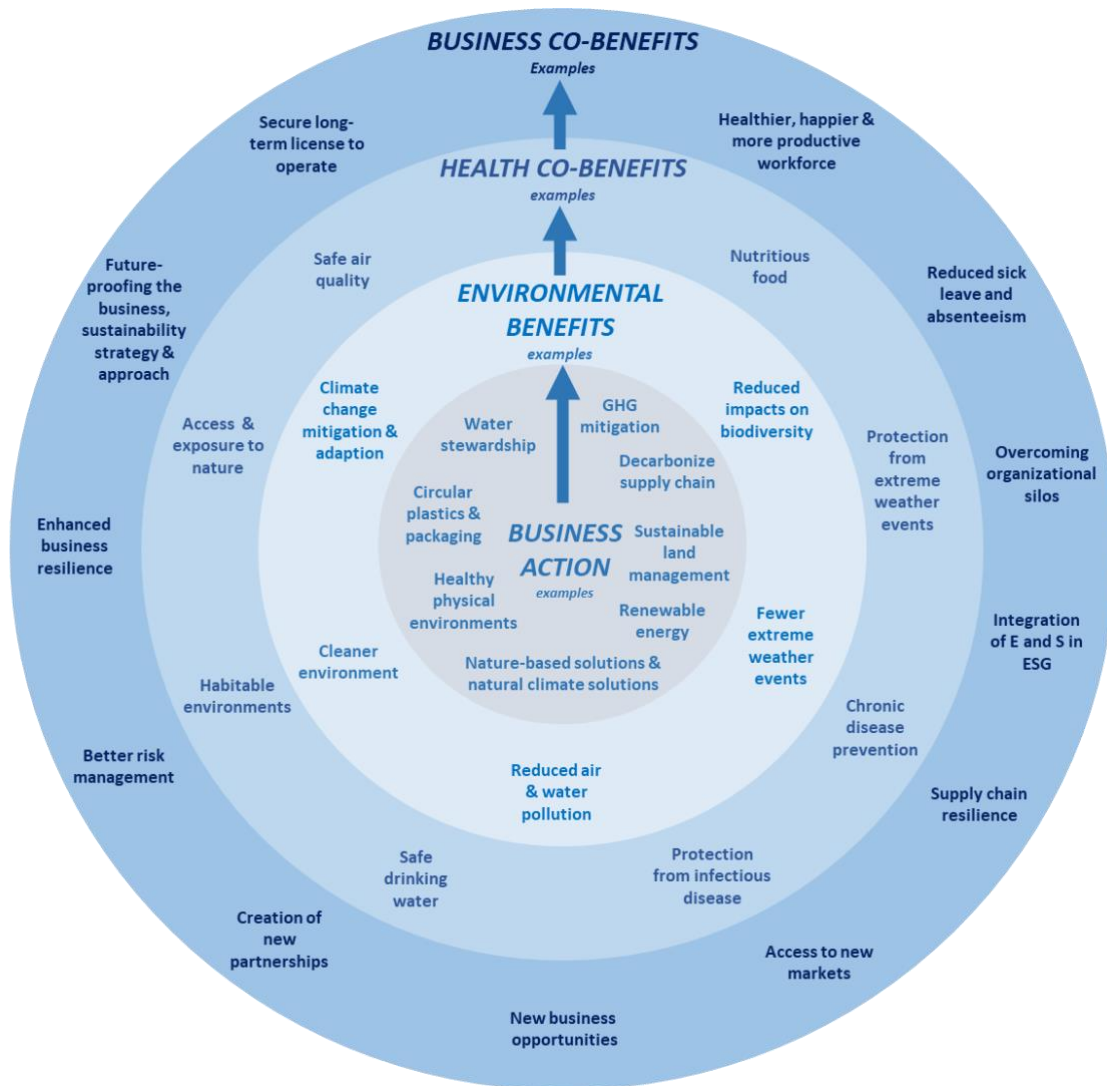 BUSINESS CO-BENEFITS
Examples
Secure long-
term license to
operate
Healthier, happier &
more productive
workforce
Future-
proofing the
business,
sustainability
strategy &
approach
Reduced sick
leave and
absenteeism
Enhanced
business
resilience
Overcoming
organizational
silos
Integration
of E and S in
ESG
Better risk
management
Supply chain
resilience
Creation of
new
partnerships
Access to new
markets
New business
opportunities
HEALTH CO-BENEFITS
examples
Safe air
quality
Nutritious
food
Access & 
exposure to
nature
Protection
from
extreme
weather
events
Habitable
environments
Chronic
disease
prevention
Safe
drinking
water
Protection
from infectious
disease
ENVIRONMENTAL
BENEFITS
examples
Climate
change
mitigation &
adaption
Reduced
impacts on
biodiversity
Cleaner
environment
Fewer
extreme
weather
events
Reduced air
& water
pollution
BUSINESS
ACTION
examples
Water
stewardship
GHG
mitigation
Decarbonize
supply chain
Circular
plastics &
packaging
Sustainable
land
management
Healthy
physical
environments
Renewable
energy
Nature-based solutions &
natural climate solutions